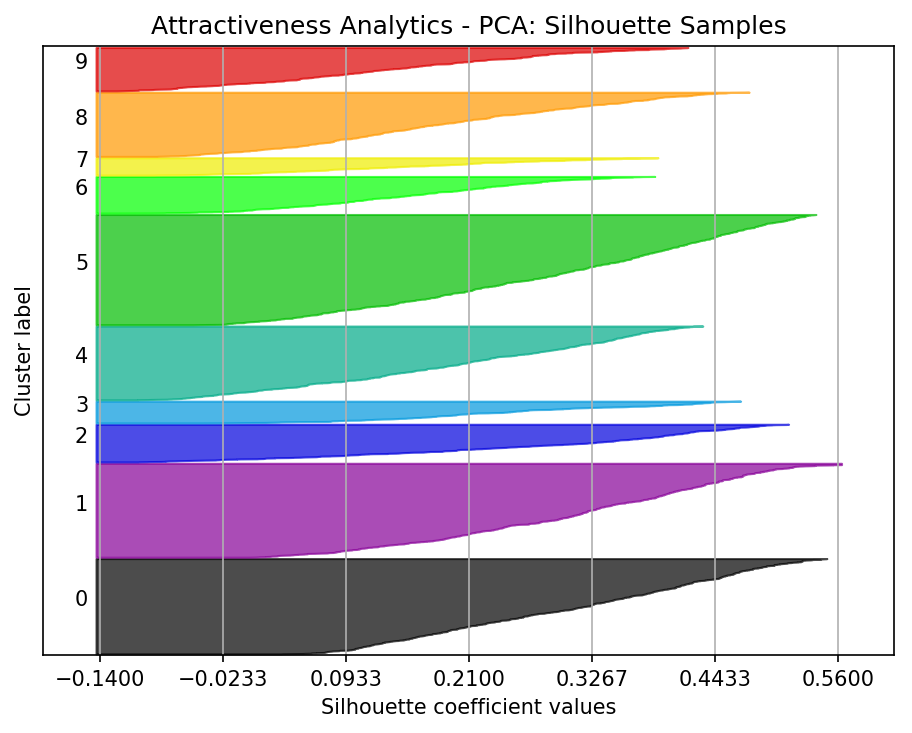 Attractiveness Analytics - PCA: Silhouette Samples
9
8
7
6
5
4
3
2
1
0
Cluster label
−0.1400 −0.0233 0.0933 0.2100 0.3267 0.4433 0.5600
Silhouette coefficient values